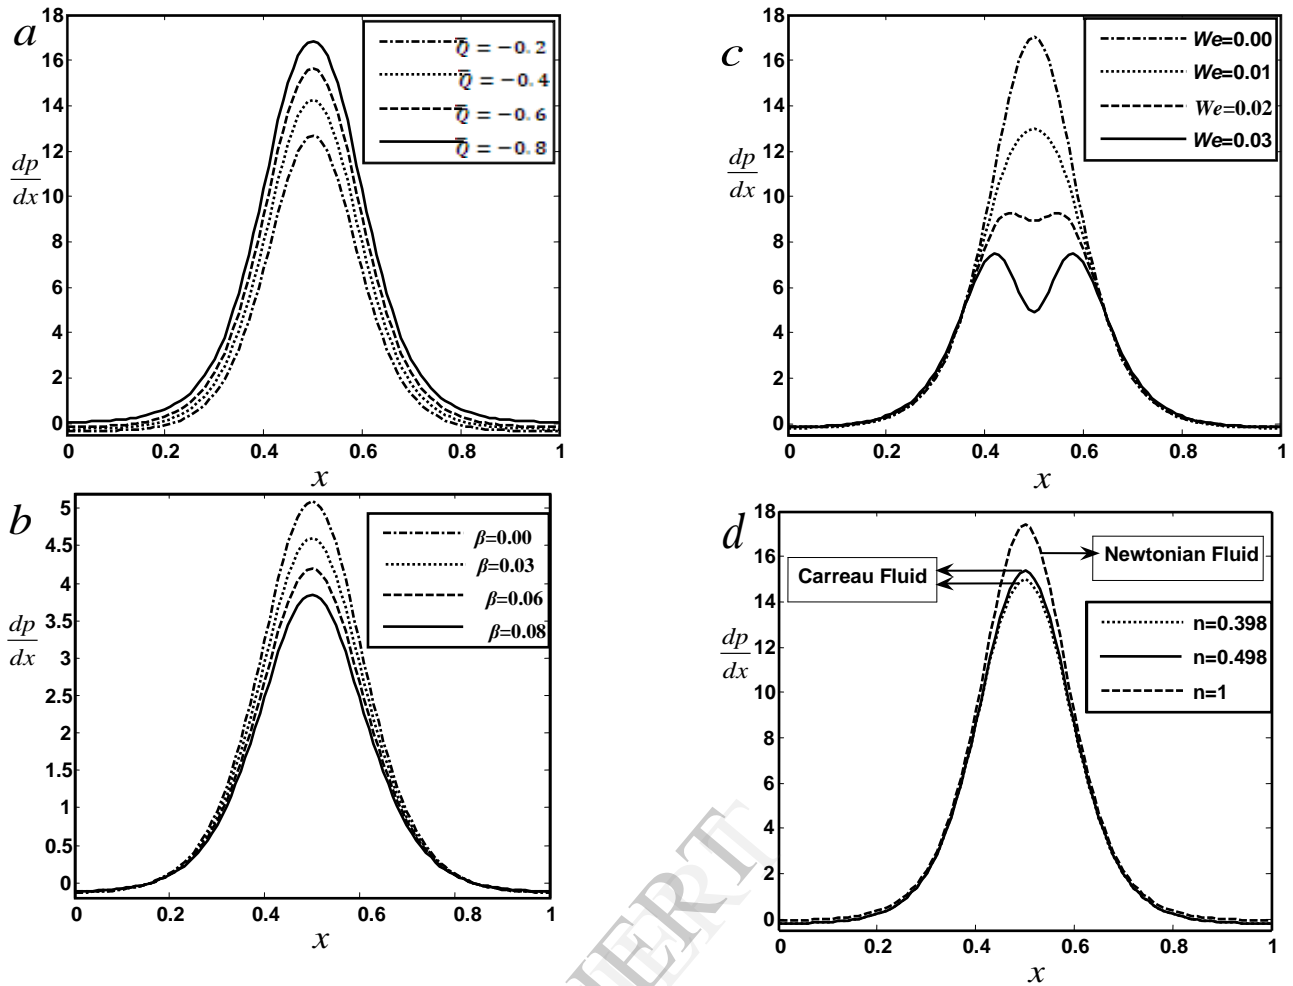 a
18
16
14
12
10
8
6
4
2
0
dp
dx
0
0.2
0.4
0.6
0.8
1
x
Q̄ = −0.2
Q̄ = −0.4
Q̄ = −0.6
Q̄ = −0.8
c
18
16
14
12
10
8
6
4
2
0
dp
dx
0
0.2
0.4
0.6
0.8
1
x
We=0.00
We=0.01
We=0.02
We=0.03
b
5
4.5
4
3.5
3
2.5
2
1.5
1
0.5
0
dp
dx
0
0.2
0.4
0.6
0.8
1
x
β=0.00
β=0.03
β=0.06
β=0.08
d
18
16
14
12
10
8
6
4
2
0
dp
dx
0
0.2
0.4
0.6
0.8
1
x
Carreau Fluid
Newtonian Fluid
n=0.398
n=0.498
n=1
IJERT